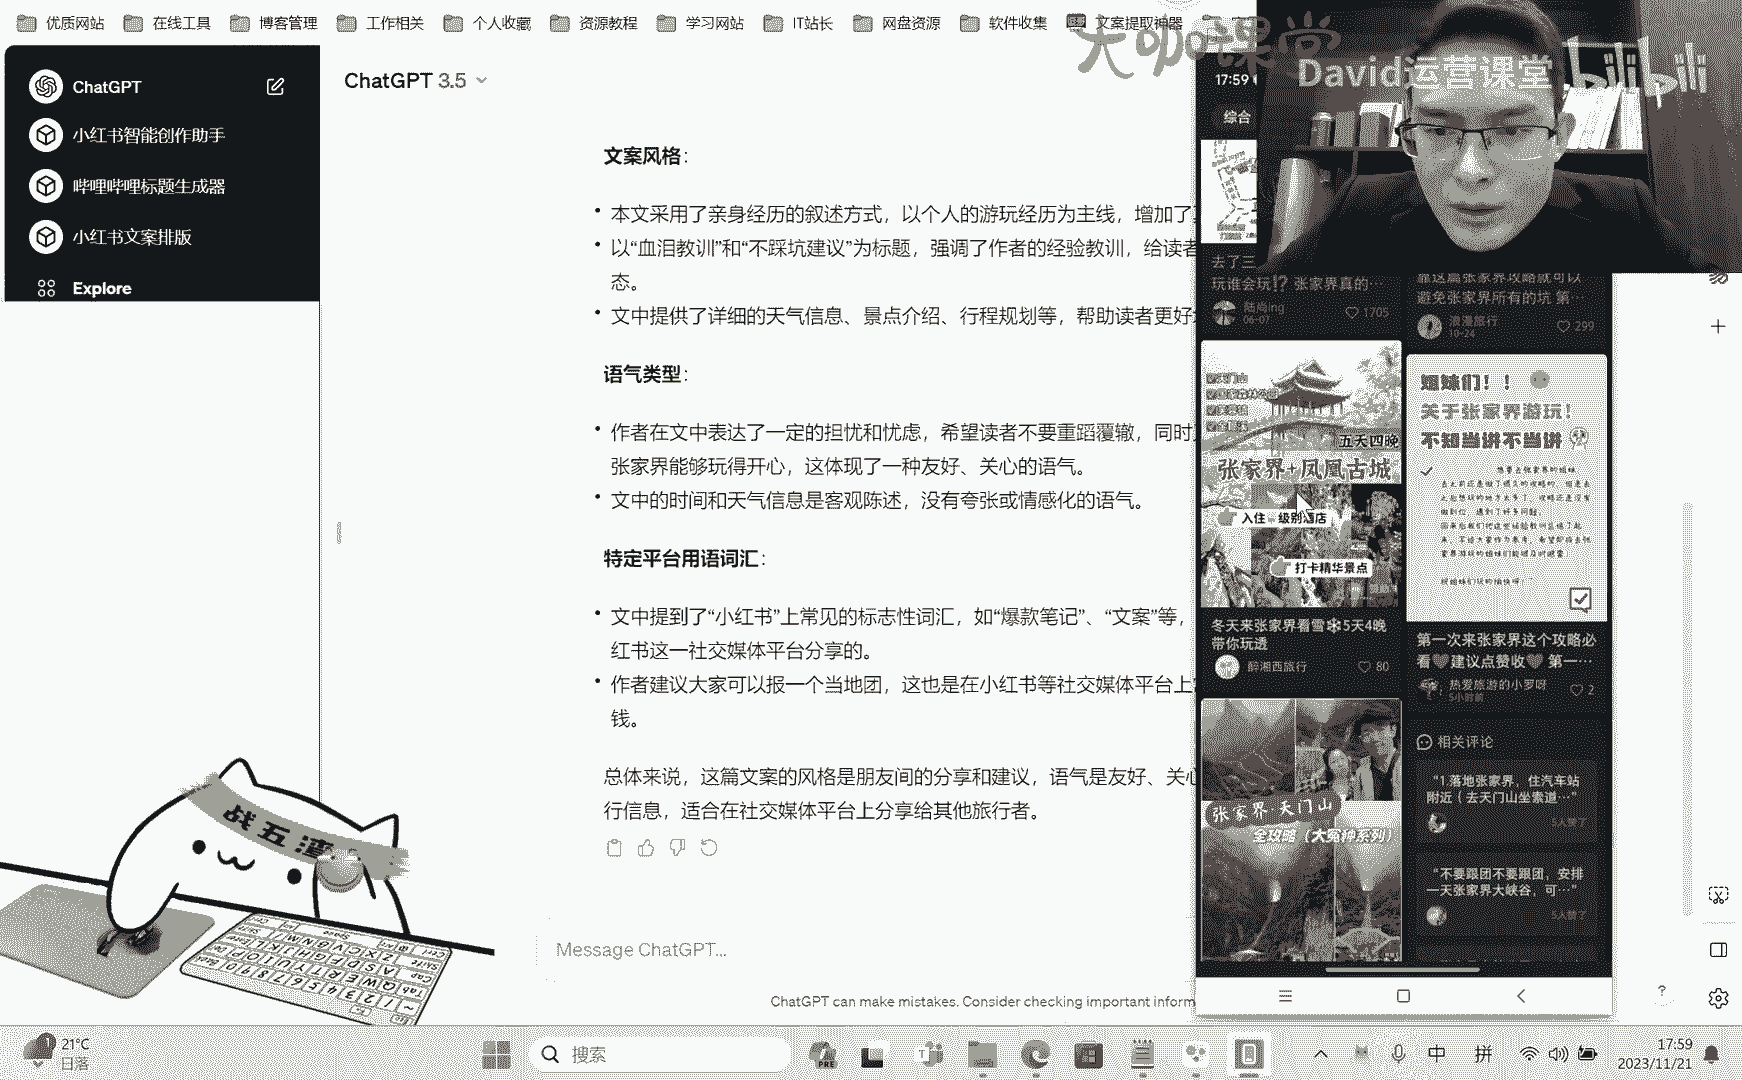 优质网站 在线工具 博客管理 工作相关 个人收藏 资源教程 学习网站 IT站长 网盘资源 软件收集 文案提取神器
大咖课堂
David运营课堂 bilibili
ChatGPT
小红书智能创作助手
哔哩哔哩标题生成器
小红书文案排版
Explore
ChatGPT 3.5
文案风格：
本文采用了亲身经历的叙述方式，以个人的游玩经历为主线，增加了
以“血泪教训”和“不踩坑建议”为标题，强调了作者的经验教训，给读者
态。
文中提供了详细的天气信息、景点介绍、行程规划等，帮助读者更好
语气类型：
作者在文中表达了一定的担忧和忧虑，希望读者不要重蹈覆辙，同时
张家界能够玩得开心，这体现了一种友好、关心的语气。
文中的时间和天气信息是客观陈述，没有夸张或情感化的语气。
特定平台用语词汇：
文中提到了“小红书”上常见的标志性词汇，如“爆款笔记”、“文案”等，
红书这一社交媒体平台分享的。
作者建议大家可以报一个当地团，这也是在小红书等社交媒体平台上
钱。
总体来说，这篇文案的风格是朋友间的分享和建议，语气是友好、关心
行信息，适合在社交媒体平台上分享给其他旅行者。
Message ChatGPT...
ChatGPT can make mistakes. Consider checking important inform
17:59
综合
去了三
玩谁会玩!? 张家界真的…
陆尚ing
06-07
1705
靠这篇张家界攻略就可以
避免张家界所有的坑 第…
浪漫旅行
10-24
299
五天四晚
张家界+凤凰古城
打卡精华景点
冬天来张家界看雪❄5天4晚
带你玩透
醉湘西旅行
80
姐妹们！！
关于张家界游玩！
不知当讲不当讲
第一次来张家界这个攻略必
看❤建议点赞收❤ 第一…
热爱旅游的小罗呀
5小时前
2
张家界·天门山
全攻略（大冤种系列）
相关评论
“1.落地张家界，住汽车站
附近（去天门山坐索道…”
5人赞了
“不要跟团不要跟团，安排
一天张家界大峡谷，可…”
5人赞了
21°C
日落
搜索
中 拼
17:59
2023/11/21